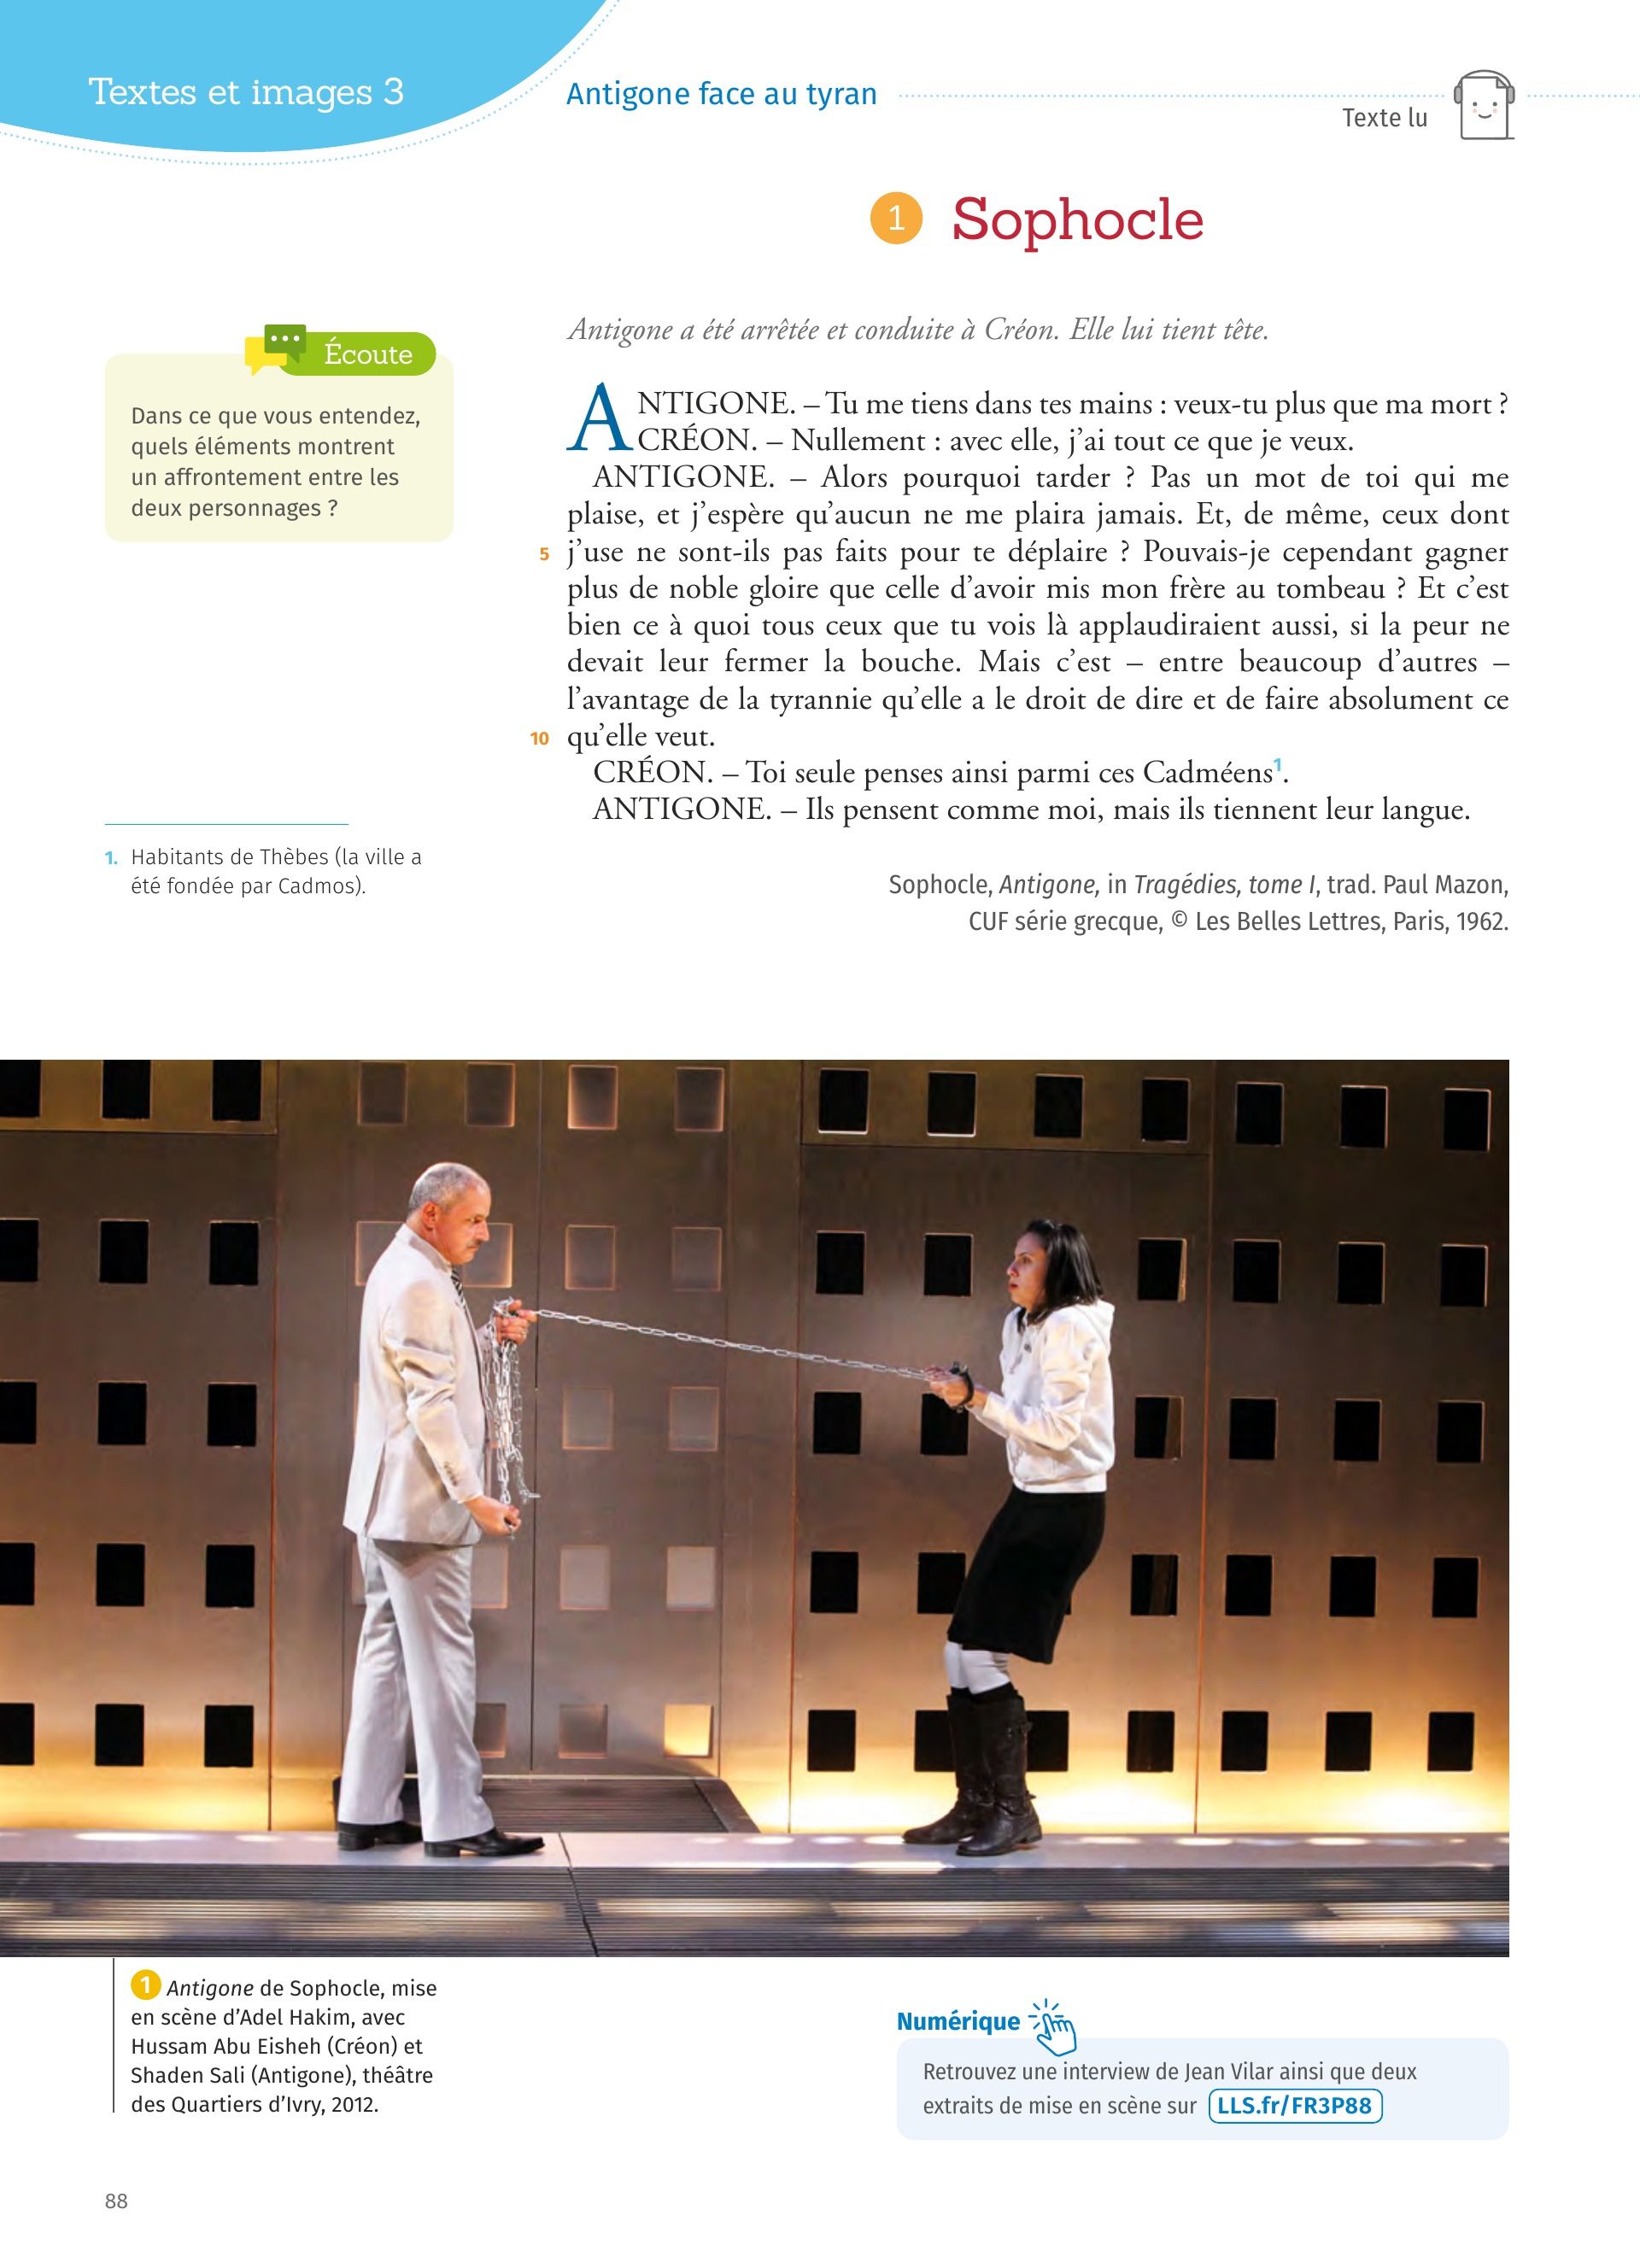 Textes et images 3
Antigone face au tyran
Texte lu
1 Sophocle
Antigone a été arrêtée et conduite à Créon. Elle lui tient tête.
Écoute
Dans ce que vous entendez,
quels éléments montrent
un affrontement entre les
deux personnages ?
ANTIGONE. – Tu me tiens dans tes mains : veux-tu plus que ma mort ?
CRÉON. – Nullement : avec elle, j'ai tout ce que je veux.
ANTIGONE. – Alors pourquoi tarder ? Pas un mot de toi qui me
plaise, et j'espère qu'aucun ne me plaira jamais. Et, de même, ceux dont
5 j'use ne sont-ils pas faits pour te déplaire ? Pouvais-je cependant gagner
plus de noble gloire que celle d'avoir mis mon frère au tombeau ? Et c'est
bien ce à quoi tous ceux que tu vois là applaudiraient aussi, si la peur ne
devait leur fermer la bouche. Mais c'est – entre beaucoup d'autres –
l'avantage de la tyrannie qu'elle a le droit de dire et de faire absolument ce
10 qu'elle veut.
CRÉON. – Toi seule penses ainsi parmi ces Cadméens1.
ANTIGONE. – Ils pensent comme moi, mais ils tiennent leur langue.
1. Habitants de Thèbes (la ville a
été fondée par Cadmos).
Sophocle, Antigone, in Tragédies, tome I, trad. Paul Mazon,
CUF série grecque, © Les Belles Lettres, Paris, 1962.
1 Antigone de Sophocle, mise
en scène d'Adel Hakim, avec
Hussam Abu Eisheh (Créon) et
Shaden Sali (Antigone), théâtre
des Quartiers d'Ivry, 2012.
Numérique
Retrouvez une interview de Jean Vilar ainsi que deux
extraits de mise en scène sur LLS.fr/FR3P88
88